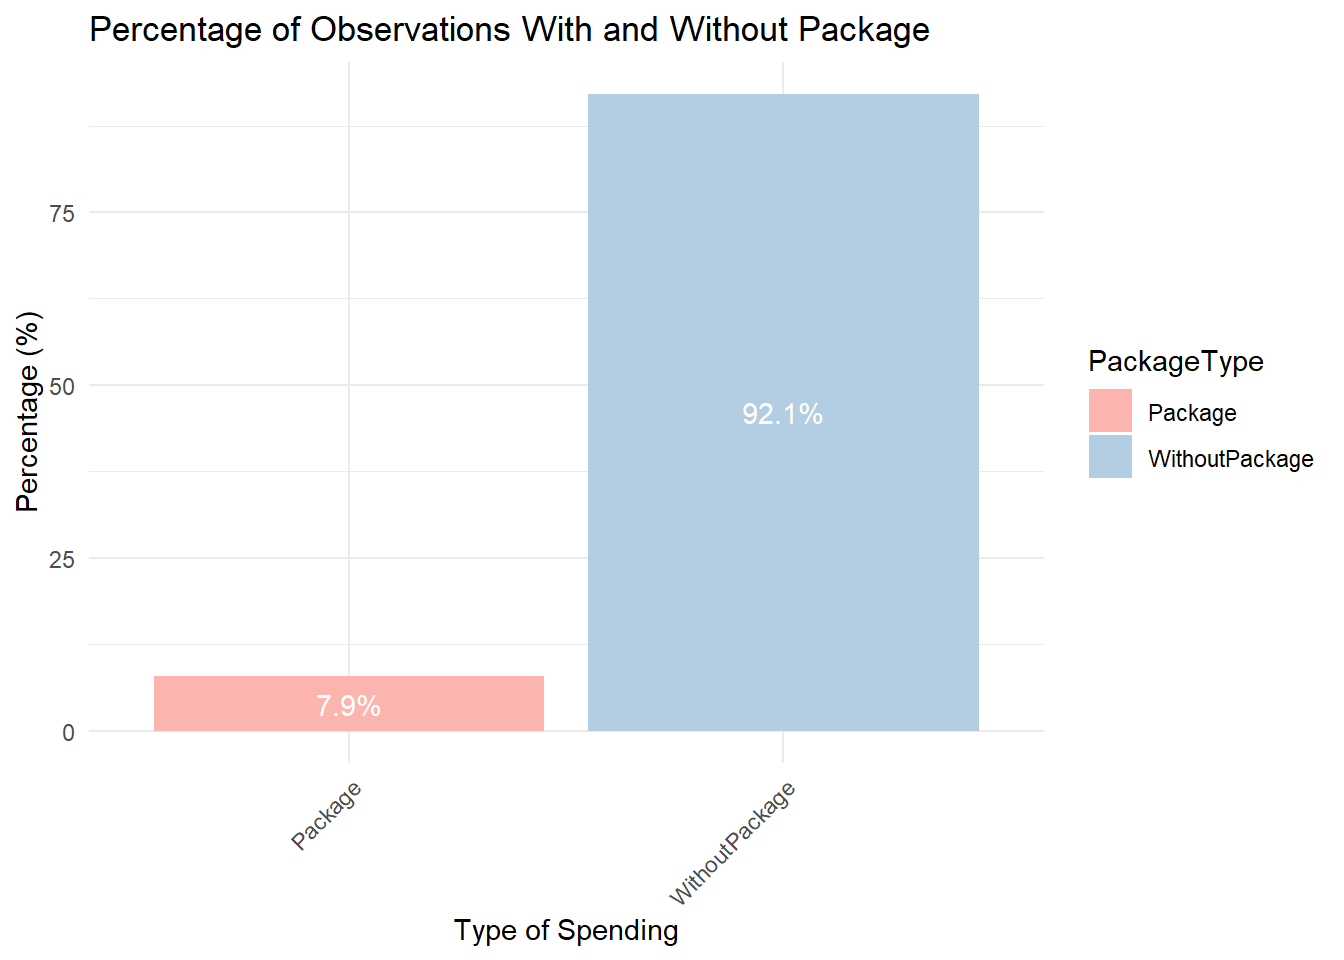 Percentage of Observations With and Without Package
Percentage (%)
75
50
25
0
92.1%
7.9%
Package
WithoutPackage
Type of Spending
PackageType
Package
WithoutPackage